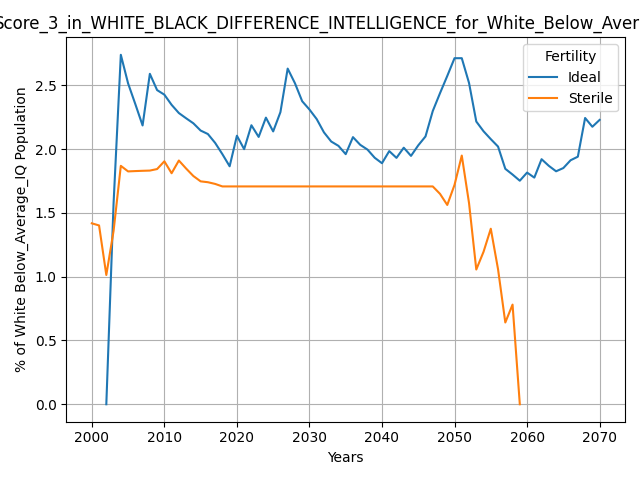 Score_3_in_WHITE_BLACK_DIFFERENCE_INTELLIGENCE_for_White_Below_Aver
Fertility
Ideal
Sterile
% of White Below_Average_IQ Population
2.5
2.0
1.5
1.0
0.5
0.0
2000 2010 2020 2030 2040 2050 2060 2070
Years